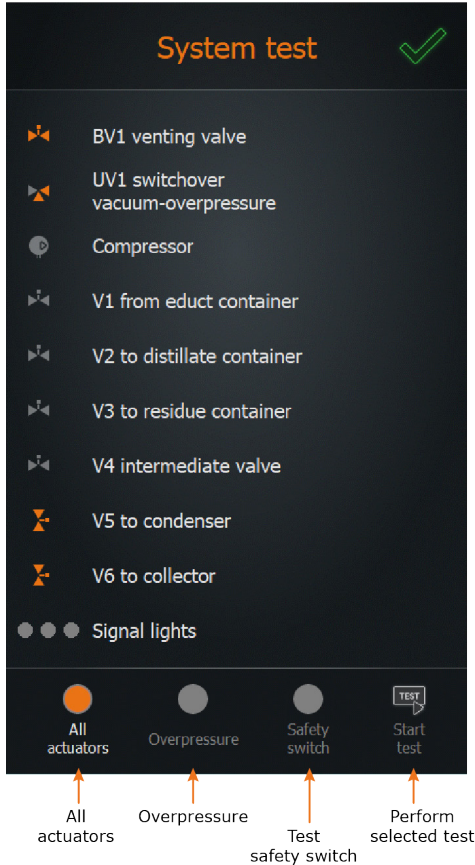 System test
BV1 venting valve
UV1 switchover
vacuum-overpressure
Compressor
V1 from educt container
V2 to distillate container
V3 to residue container
V4 intermediate valve
V5 to condenser
V6 to collector
Signal lights
TEST
All
actuators
Overpressure
Safety
switch
Start
test
All
actuators
Overpressure
Test
safety switch
Perform
selected test